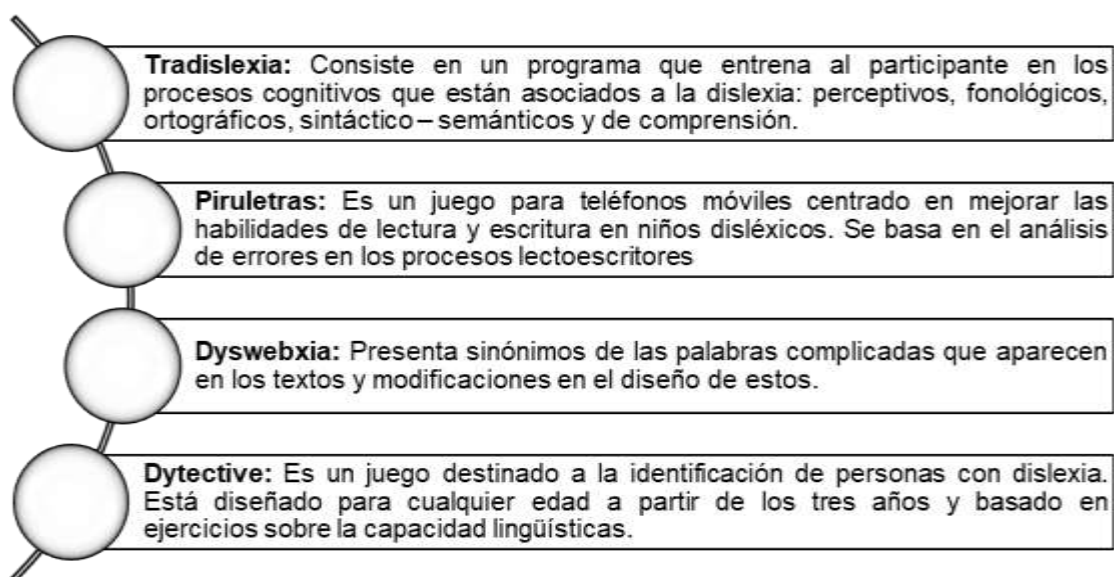 Tradislexia: Consiste en un programa que entrena al participante en los
procesos cognitivos que están asociados a la dislexia: perceptivos, fonológicos,
ortográficos, sintáctico – semánticos y de comprensión.
Piruletras: Es un juego para teléfonos móviles centrado en mejorar las
habilidades de lectura y escritura en niños disléxicos. Se basa en el análisis
de errores en los procesos lectoescritores
Dyswebxia: Presenta sinónimos de las palabras complicadas que aparecen
en los textos y modificaciones en el diseño de estos.
Dytective: Es un juego destinado a la identificación de personas con dislexia.
Está diseñado para cualquier edad a partir de los tres años y basado en
ejercicios sobre la capacidad lingüísticas.